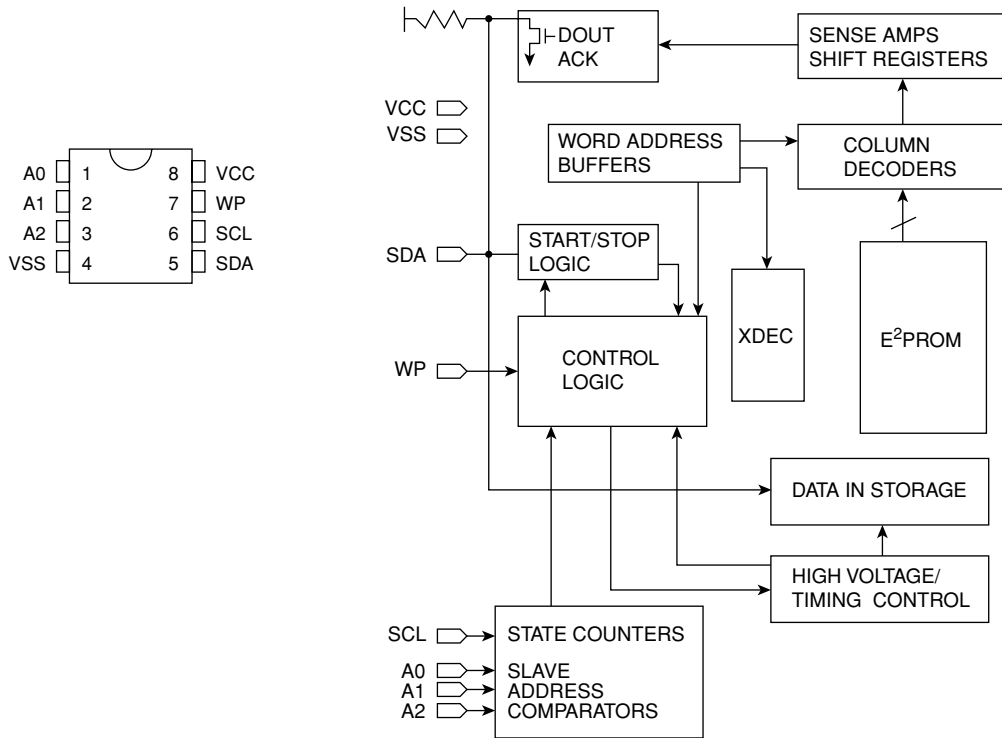 A0 1 8 VCC
A1 2 7 WP
A2 3 6 SCL
VSS 4 5 SDA
DOUT
ACK
SENSE AMPS
SHIFT REGISTERS
VCC
VSS
WORD ADDRESS
BUFFERS
COLUMN
DECODERS
SDA
START/STOP
LOGIC
XDEC
E²PROM
WP
CONTROL
LOGIC
DATA IN STORAGE
HIGH VOLTAGE/
TIMING CONTROL
SCL
STATE COUNTERS
A0
SLAVE
A1
ADDRESS
A2
COMPARATORS